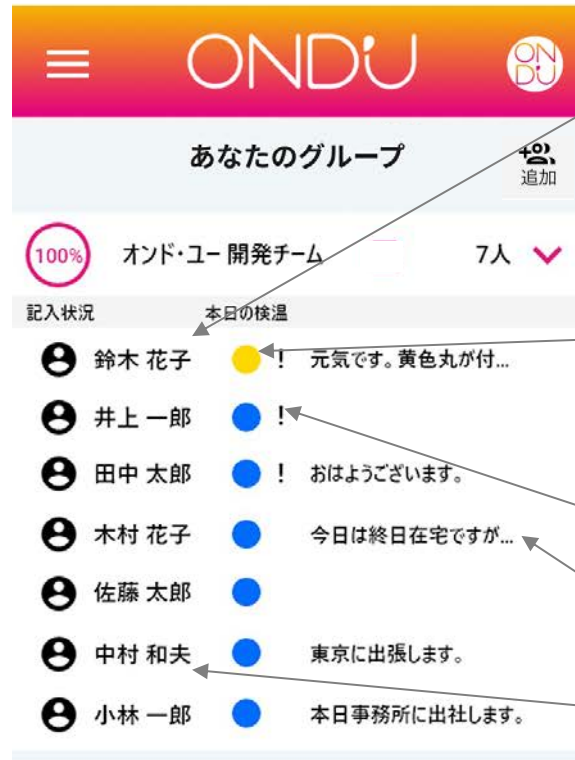 ONDU
ON
DU
あなたのグループ
追加
100% オンド・ユー 開発チーム 7人
記入状況 本日の検温
鈴木 花子 ! 元気です。黄色丸が付...
井上 一郎 !
田中 太郎 ! おはようございます。
木村 花子 今日は終日在宅ですが...
佐藤 太郎
中村 和夫 東京に出張します。
小林 一郎 本日事務所に出社します。